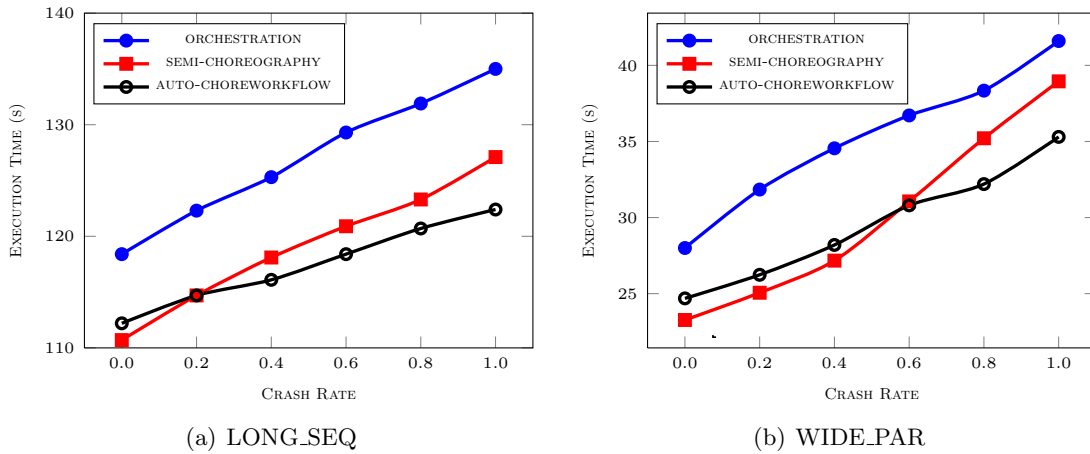 140
130
120
110
EXECUTION TIME (s)
ORCHESTRATION
SEMI-CHOREOGRAPHY
AUTO-CHOREWORKFLOW
0.0 0.2 0.4 0.6 0.8 1.0
CRASH RATE
(a) LONG_SEQ
40
35
30
25
EXECUTION TIME (s)
ORCHESTRATION
SEMI-CHOREOGRAPHY
AUTO-CHOREWORKFLOW
0.0 0.2 0.4 0.6 0.8 1.0
CRASH RATE
(b) WIDE_PAR